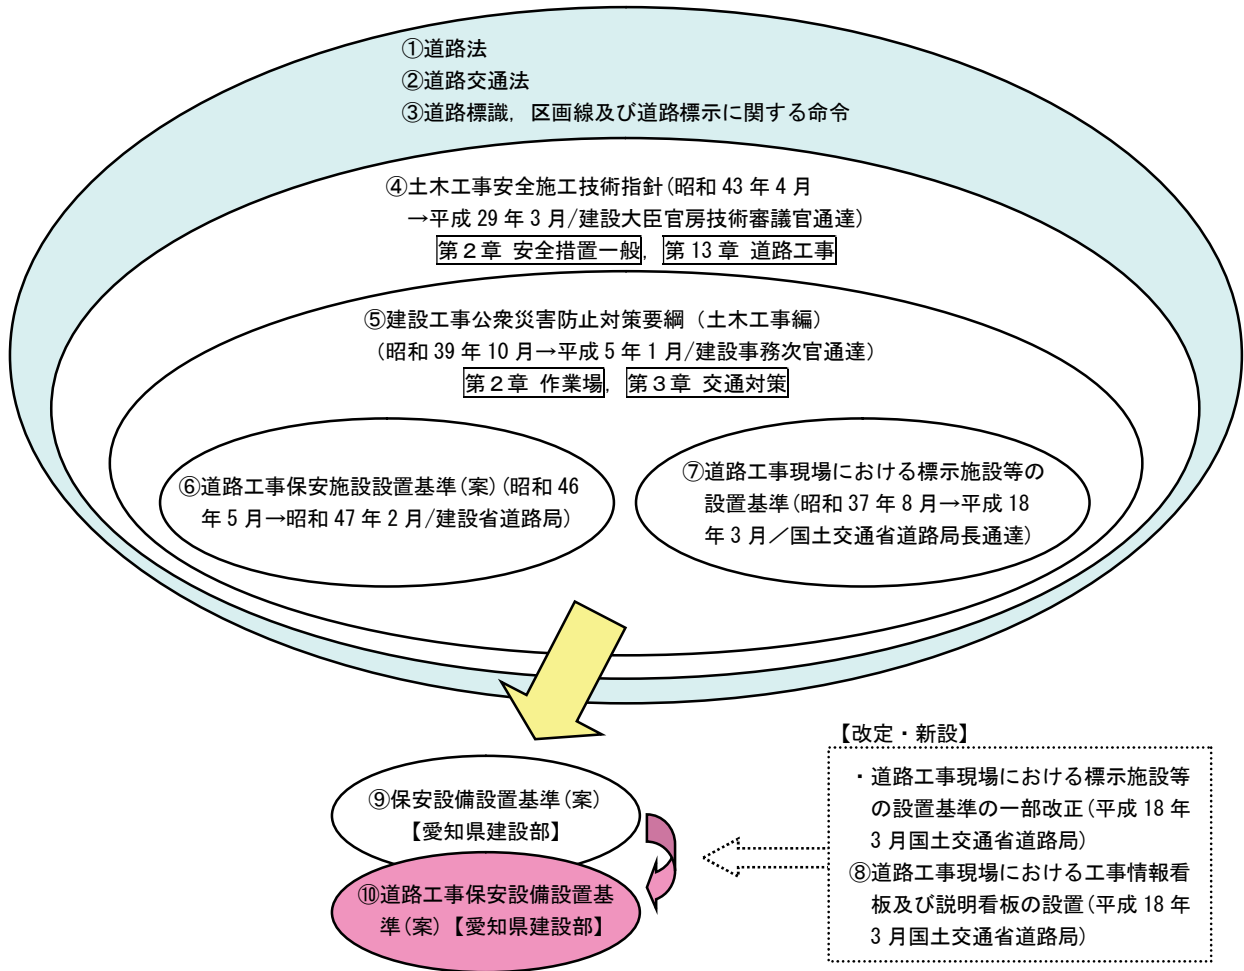 ①道路法
②道路交通法
③道路標識，区画線及び道路標示に関する命令
④土木工事安全施工技術指針(昭和 43 年 4 月
→平成 29 年 3 月/建設大臣官房技術審議官通達)
第２章 安全措置一般，第 13 章 道路工事
⑤建設工事公衆災害防止対策要綱（土木工事編）
(昭和 39 年 10 月→平成 5 年 1 月/建設事務次官通達)
第２章 作業場，第３章 交通対策
⑥道路工事保安施設設置基準(案)(昭和 46
年 5 月→昭和 47 年 2 月/建設省道路局)
⑦道路工事現場における標示施設等の
設置基準(昭和 37 年 8 月→平成 18
年 3 月／国土交通省道路局長通達)
⑨保安設備設置基準(案)
【愛知県建設部】
⑩道路工事保安設備設置基
準(案)【愛知県建設部】
【改定・新設】
・道路工事現場における標示施設等
の設置基準の一部改正(平成 18 年
3 月国土交通省道路局)
⑧道路工事現場における工事情報看
板及び説明看板の設置(平成 18 年
3 月国土交通省道路局)